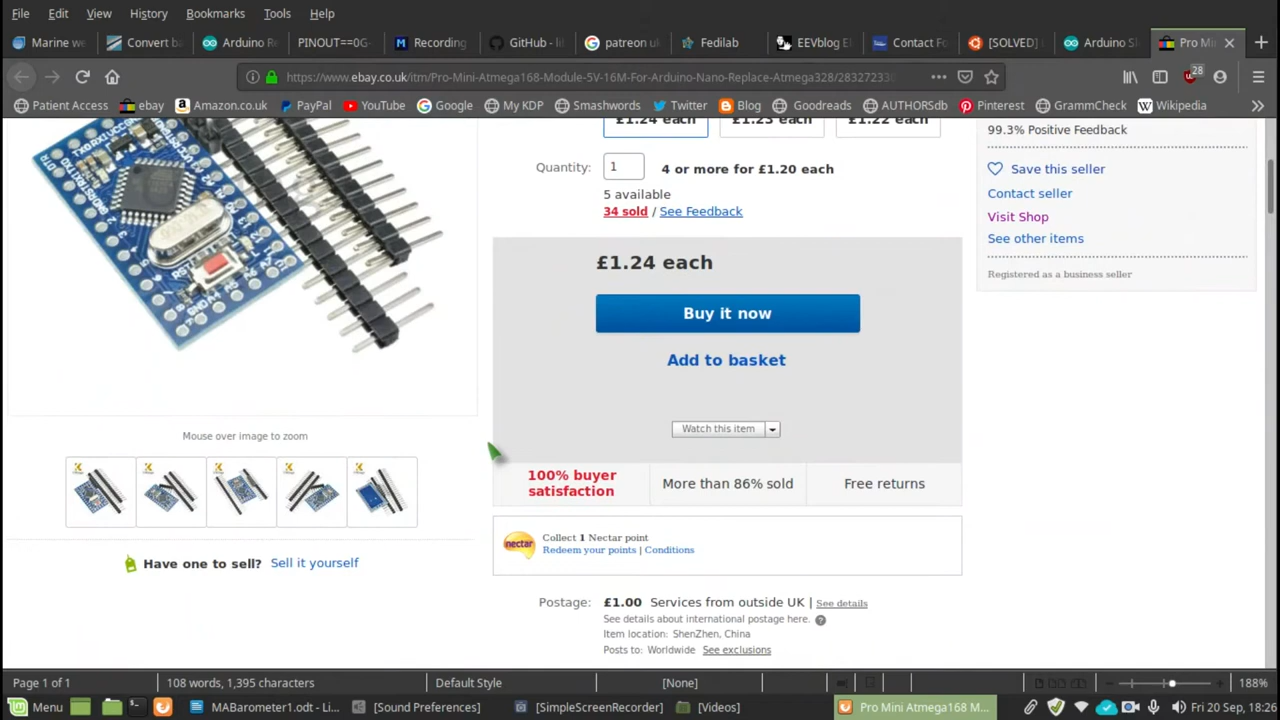 File Edit View History Bookmarks Tools Help
Marine we Convert ba Arduino Re PINOUT==0G Recording GitHub - li patreon uk Fedilab EEVblog El Contact Fo [SOLVED] Arduino Sl Pro Mi
https://www.ebay.co.uk/itm/Pro-Mini-Atmega168-Module-5V-16M-For-Arduino-Nano-Replace-Atmega328/28327233 28
Patient Access ebay Amazon.co.uk PayPal YouTube Google My KDP Smashwords Twitter Blog Goodreads AUTHORSdb Pinterest GrammCheck Wikipedia
£1.24 each £1.23 each £1.22 each
99.3% Positive Feedback
Quantity: 1 4 or more for £1.20 each
5 available
34 sold / See Feedback
Save this seller
Contact seller
Visit Shop
See other items
Registered as a business seller
£1.24 each
Buy it now
Add to basket
Watch this item
100% buyer
satisfaction
More than 86% sold
Free returns
Mouse over image to zoom
Have one to sell? Sell it yourself
nectar
Collect 1 Nectar point
Redeem your points | Conditions
Postage: £1.00 Services from outside UK | See details
See details about international postage here. ?
Item location: ShenZhen, China
Posts to: Worldwide See exclusions
Page 1 of 1 108 words, 1,395 characters Default Style [None] 188%
Menu MABarometer1.odt - Li... [Sound Preferences] [SimpleScreenRecorder] [Videos] Pro Mini Atmega168 M... Fri 20 Sep, 18:26